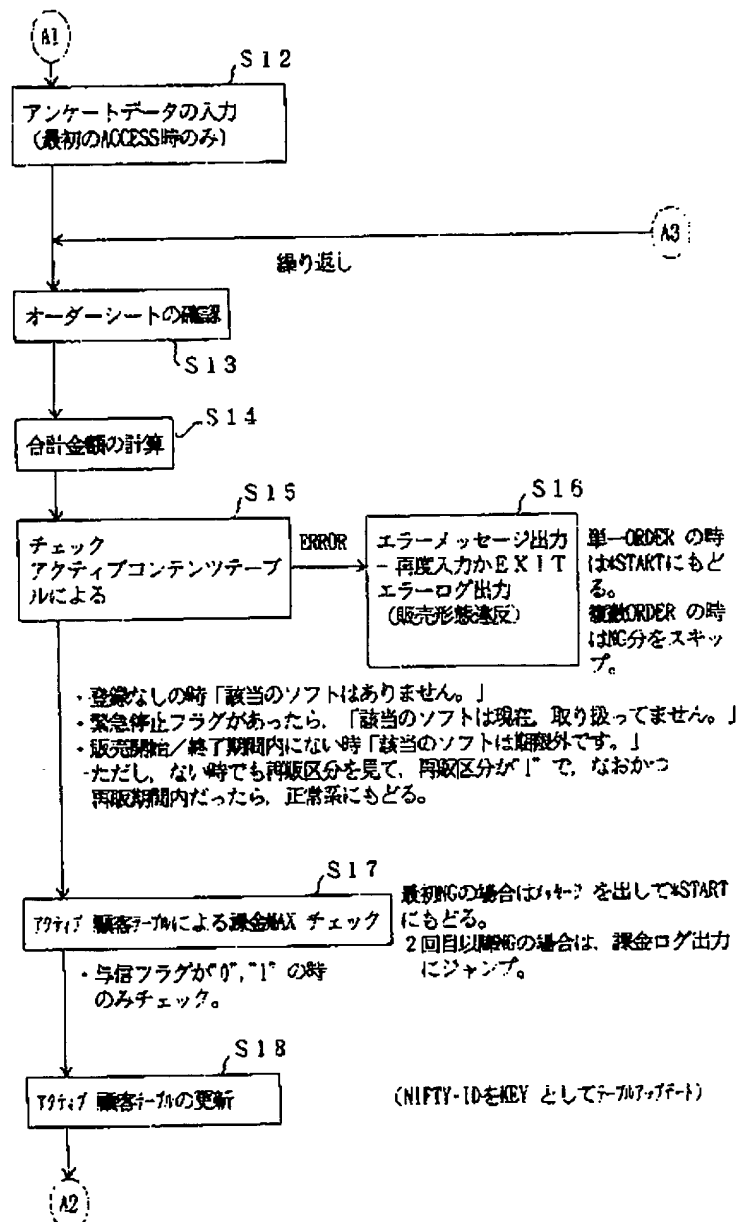 A1
S12
アンケートデータの入力
(最初のACCESS時のみ)
A3
繰り返し
オーダーシートの確認
S13
S14
合計金額の計算
S15
チェック
アクティブコンテンツテーブ
ルによる
ERROR
S16
エラーメッセージ出力
- 再度入力かEXIT
エラーログ出力
(販売形態違反)
単一ORDER の時
は*STARTにもど
る。
複数ORDER の時
はNG分をスキッ
プ。
・登録なしの時「該当のソフトはありません。」
・緊急停止フラグがあったら,「該当のソフトは現在, 取り扱ってません。」
・販売開始/終了期間内にない時「該当のソフトは期限外です。」
-ただし, ない時でも再販区分を見て, 再販区分が"1" で, なおかつ
再販期間内だったら, 正常系にもどる。
S17
アクティブ 顧客テーブルによる課金MAX チェック
最初NGの場合はメッセージ を出して*START
にもどる。
2回目以降NGの場合は、課金ログ出力
にジャンプ。
・与信フラグが"0", "1" の時
のみチェック。
S18
アクティブ 顧客テーブルの更新
(NIFTY-IDをKEY としてテーブルアップデート)
A2